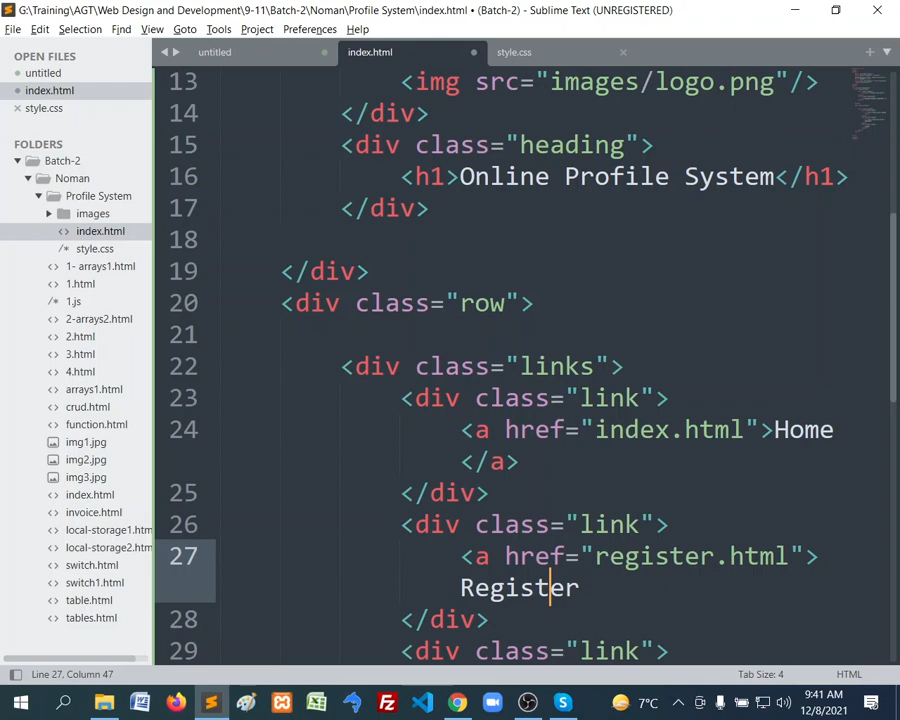 G:\Training\AGT\Web Design and Development\9-11\Batch-2\Noman\Profile System\index.html • (Batch-2) - Sublime Text (UNREGISTERED)
File Edit Selection Find View Goto Tools Project Preferences Help
OPEN FILES
untitled
index.html
style.css
FOLDERS
Batch-2
Noman
Profile System
images
index.html
style.css
1- arrays1.html
1.html
1.js
2-arrays2.html
2.html
3.html
4.html
arrays1.html
crud.html
function.html
img1.jpg
img2.jpg
img3.jpg
index.html
invoice.html
local-storage1.htm
local-storage2.htm
switch.html
switch1.html
table.html
tables.html
untitled index.html style.css
13 <img src="images/logo.png"/>
14 </div>
15 <div class="heading">
16 <h1>Online Profile System</h1>
17 </div>
18
19 </div>
20 <div class="row">
21
22 <div class="links">
23 <div class="link">
24 <a href="index.html">Home
</a>
25 </div>
26 <div class="link">
27 <a href="register.html">
Register
28 </div>
29 <div class="link">
Line 27, Column 47 Tab Size: 4 HTML
7°C 9:41 AM
12/8/2021